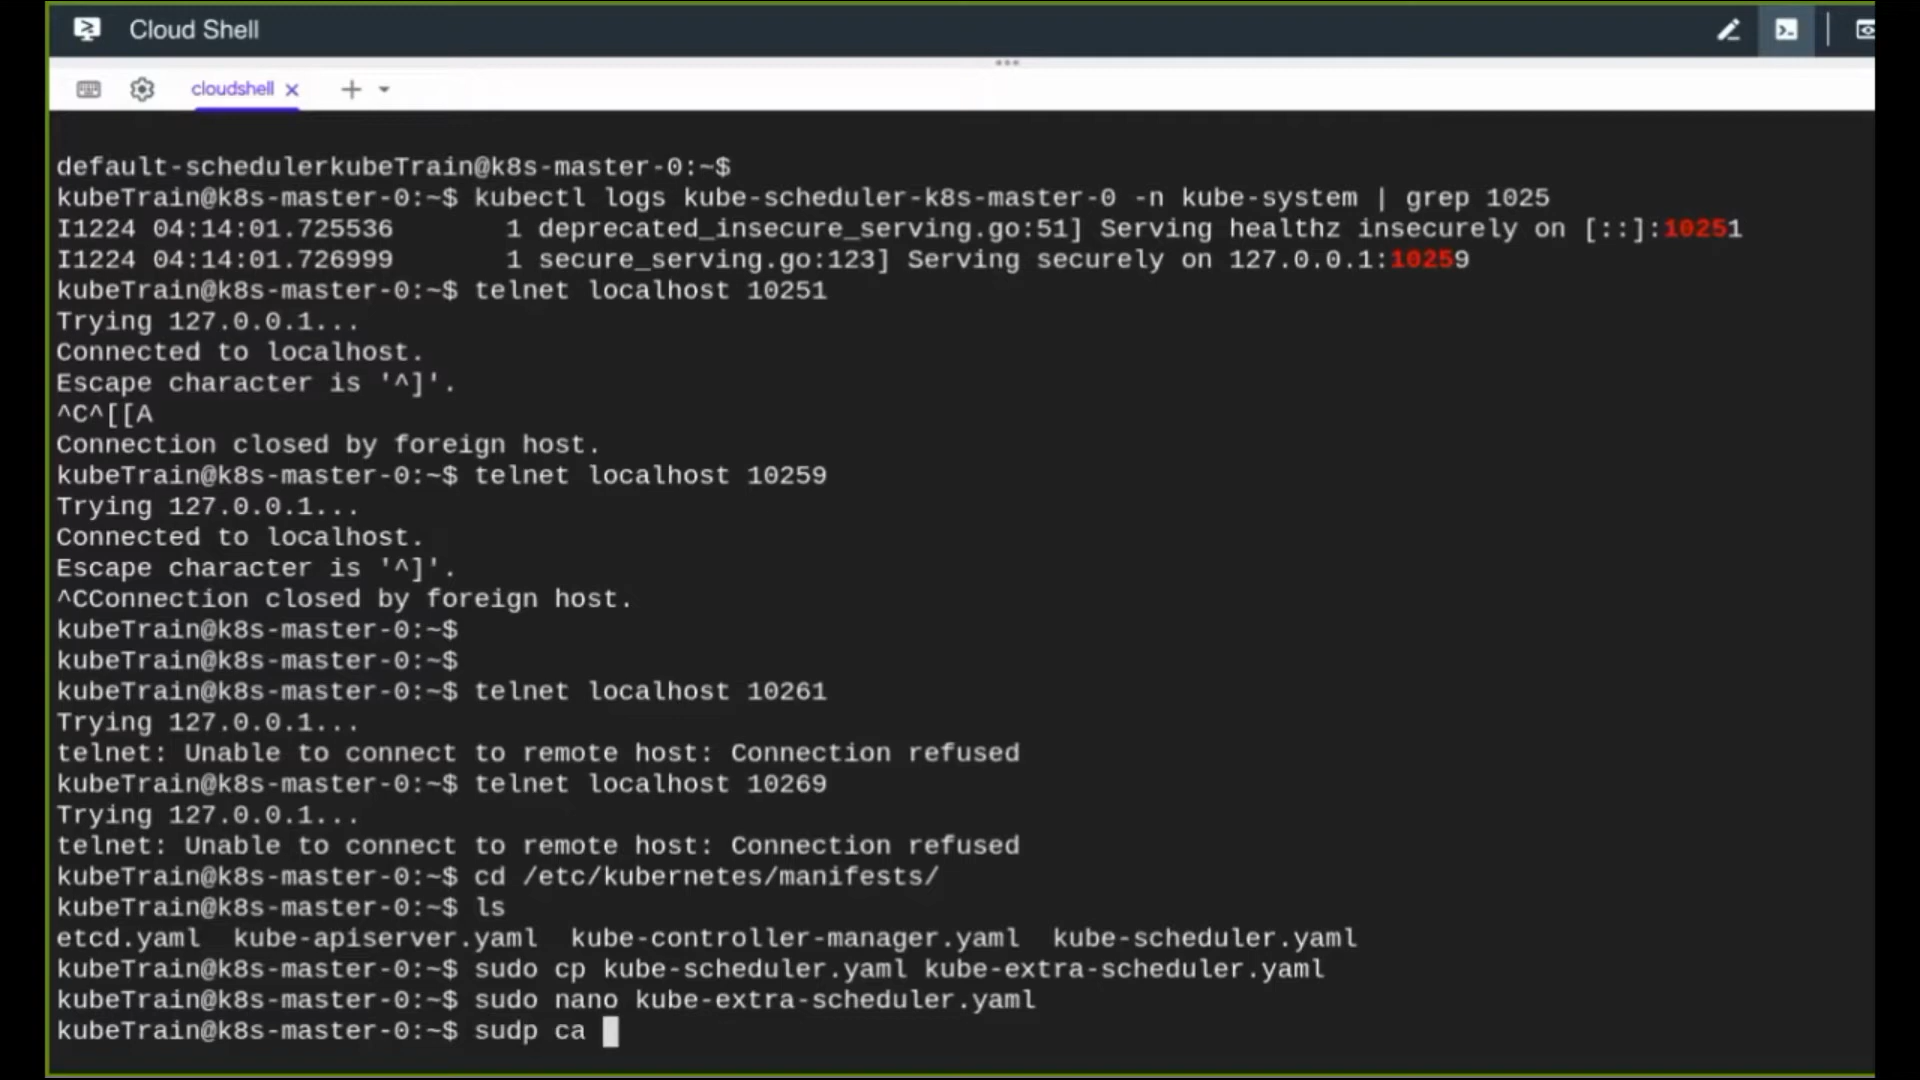 Cloud Shell
cloudshell
default-schedulerkubeTrain@k8s-master-0:~$
kubeTrain@k8s-master-0:~$ kubectl logs kube-scheduler-k8s-master-0 -n kube-system | grep 1025
I1224 04:14:01.725536       1 deprecated_insecure_serving.go:51] Serving healthz insecurely on [::]:10251
I1224 04:14:01.726999       1 secure_serving.go:123] Serving securely on 127.0.0.1:10259
kubeTrain@k8s-master-0:~$ telnet localhost 10251
Trying 127.0.0.1...
Connected to localhost.
Escape character is '^]'.
^C^[[A
Connection closed by foreign host.
kubeTrain@k8s-master-0:~$ telnet localhost 10259
Trying 127.0.0.1...
Connected to localhost.
Escape character is '^]'.
^CConnection closed by foreign host.
kubeTrain@k8s-master-0:~$
kubeTrain@k8s-master-0:~$
kubeTrain@k8s-master-0:~$ telnet localhost 10261
Trying 127.0.0.1...
telnet: Unable to connect to remote host: Connection refused
kubeTrain@k8s-master-0:~$ telnet localhost 10269
Trying 127.0.0.1...
telnet: Unable to connect to remote host: Connection refused
kubeTrain@k8s-master-0:~$ cd /etc/kubernetes/manifests/
kubeTrain@k8s-master-0:~$ ls
etcd.yaml  kube-apiserver.yaml  kube-controller-manager.yaml  kube-scheduler.yaml
kubeTrain@k8s-master-0:~$ sudo cp kube-scheduler.yaml kube-extra-scheduler.yaml
kubeTrain@k8s-master-0:~$ sudo nano kube-extra-scheduler.yaml
kubeTrain@k8s-master-0:~$ sudp ca